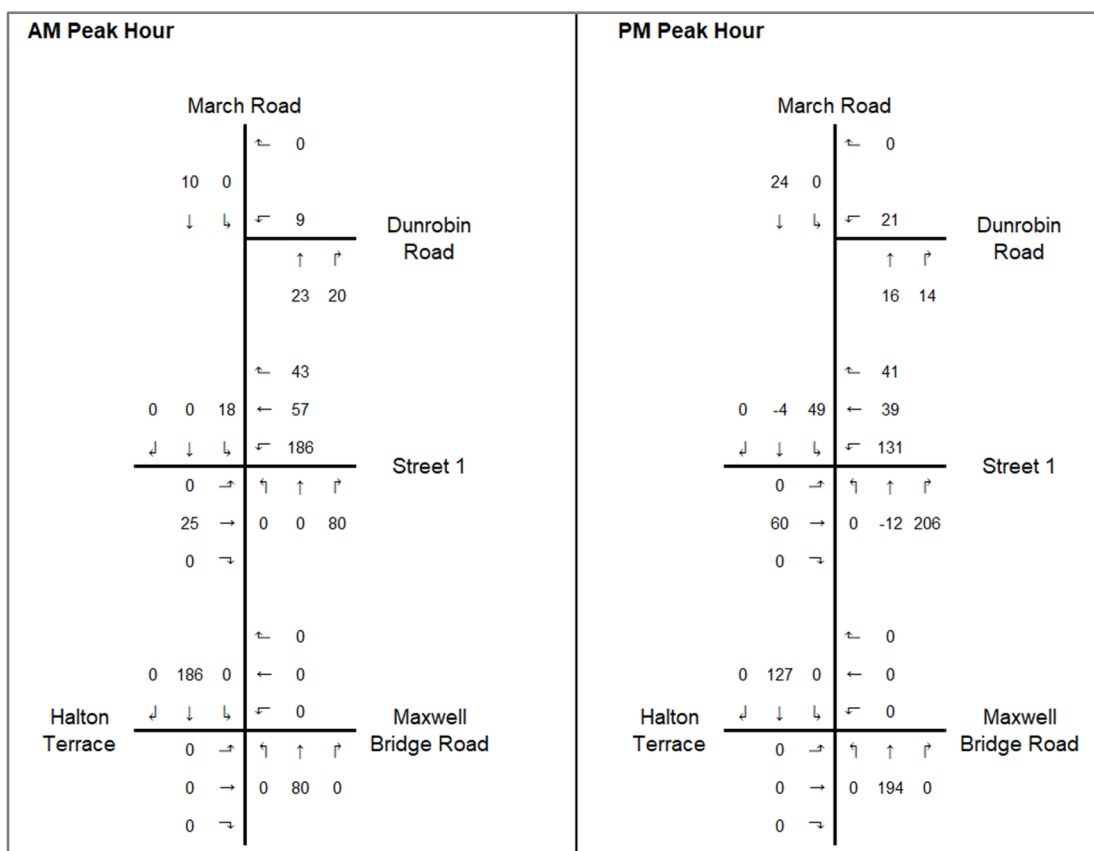 AM Peak Hour
March Road
↰ 0
10 0
↓ ↳ ↰ 9
Dunrobin
Road
↑ ↱
23 20
↰ 43
0 0 18 ← 57
↲ ↓ ↳ ↰ 186
Street 1
0 ⬏ ↰ ↑ ↱
25 → 0 0 80
0 ⬎
↰ 0
0 186 0 ← 0
↲ ↓ ↳ ↰ 0
Halton
Terrace
Maxwell
Bridge Road
0 ⬏ ↰ ↑ ↱
0 → 0 80 0
0 ⬎
PM Peak Hour
March Road
↰ 0
24 0
↓ ↳ ↰ 21
Dunrobin
Road
↑ ↱
16 14
↰ 41
0 -4 49 ← 39
↲ ↓ ↳ ↰ 131
Street 1
0 ⬏ ↰ ↑ ↱
60 → 0 -12 206
0 ⬎
↰ 0
0 127 0 ← 0
↲ ↓ ↳ ↰ 0
Halton
Terrace
Maxwell
Bridge Road
0 ⬏ ↰ ↑ ↱
0 → 0 194 0
0 ⬎